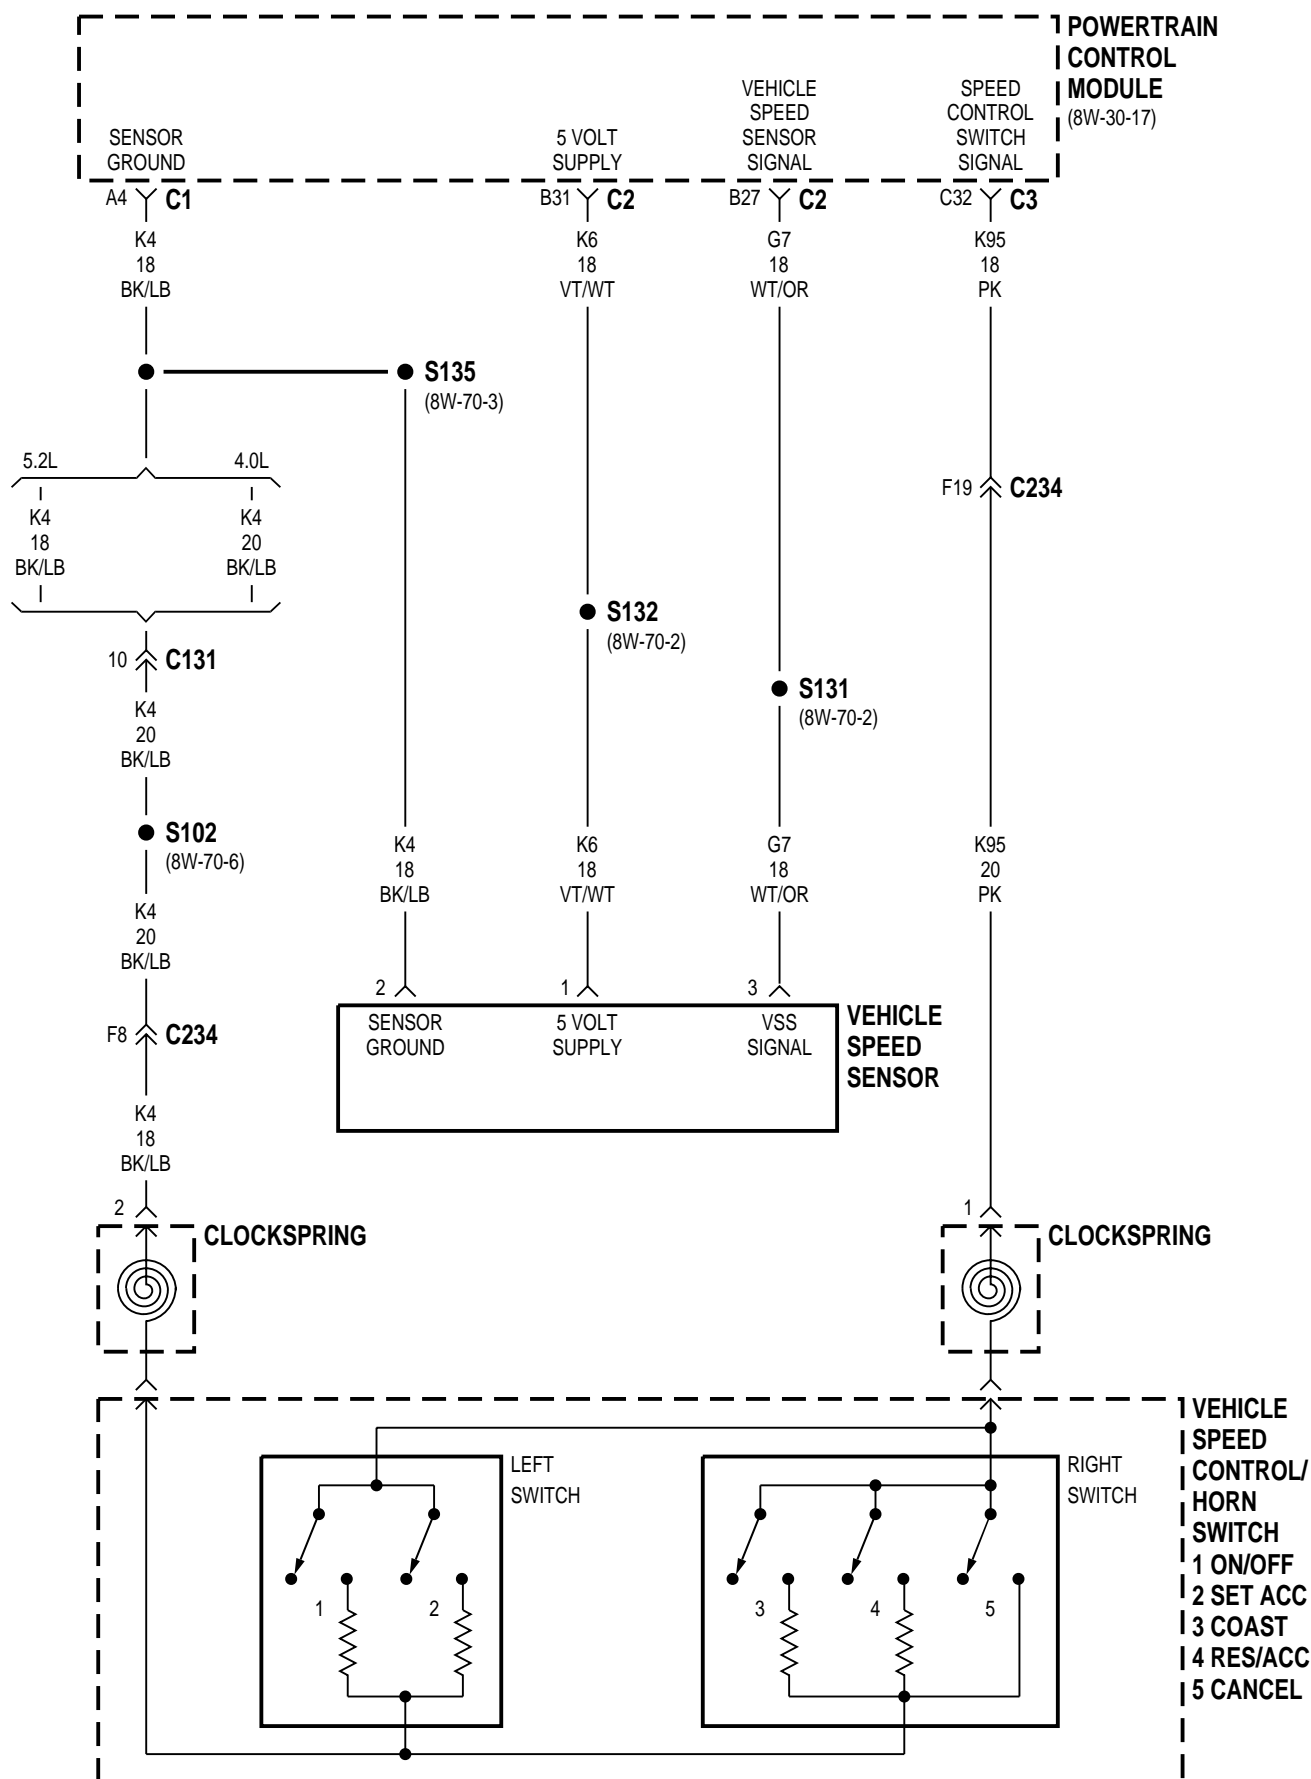 POWERTRAIN
CONTROL
MODULE
(8W-30-17)
SENSOR
GROUND
5 VOLT
SUPPLY
VEHICLE
SPEED
SENSOR
SIGNAL
SPEED
CONTROL
SWITCH
SIGNAL
A4 C1
B31 C2
B27 C2
C32 C3
K4
18
BK/LB
K6
18
VT/WT
G7
18
WT/OR
K95
18
PK
S135
(8W-70-3)
5.2L
4.0L
K4
18
BK/LB
K4
20
BK/LB
F19 C234
S132
(8W-70-2)
10 C131
S131
(8W-70-2)
K4
20
BK/LB
S102
(8W-70-6)
K4
18
BK/LB
K6
18
VT/WT
G7
18
WT/OR
K95
20
PK
K4
20
BK/LB
2
1
3
SENSOR
GROUND
5 VOLT
SUPPLY
VSS
SIGNAL
VEHICLE
SPEED
SENSOR
F8 C234
K4
18
BK/LB
2
CLOCKSPRING
1
CLOCKSPRING
LEFT
SWITCH
RIGHT
SWITCH
1
2
3
4
5
VEHICLE
SPEED
CONTROL/
HORN
SWITCH
1 ON/OFF
2 SET ACC
3 COAST
4 RES/ACC
5 CANCEL